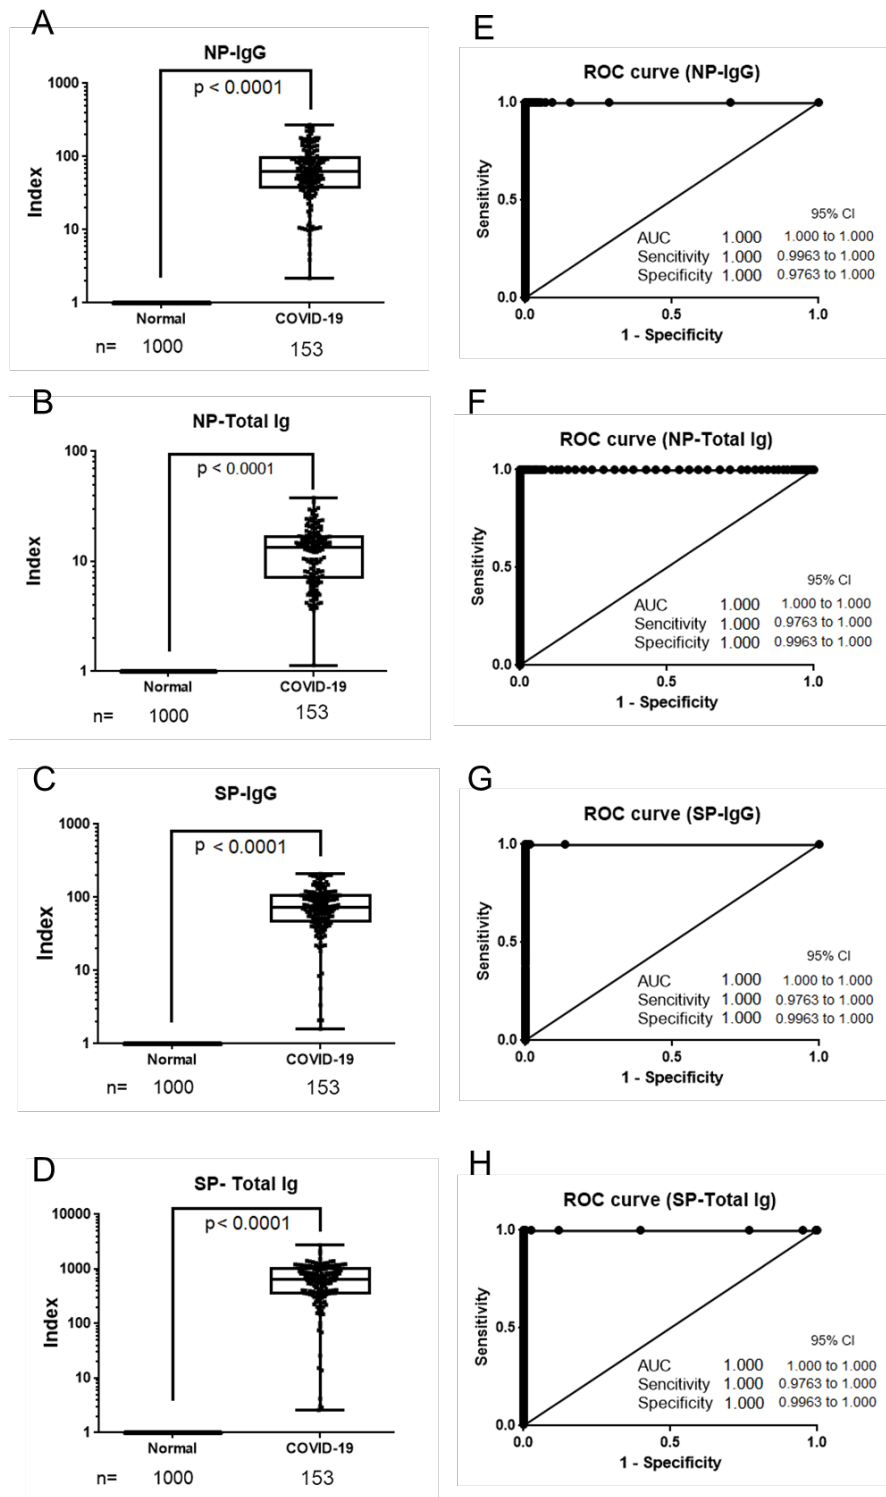 A
NP-IgG
1000
p < 0.0001
100
Index
10
1
Normal
COVID-19
n= 1000 153
E
ROC curve (NP-IgG)
1.0
Sensitivity
0.5
95% CI
AUC 1.000 1.000 to 1.000
Sencitivity 1.000 0.9963 to 1.000
Specificity 1.000 0.9763 to 1.000
0.0
0.0 0.5 1.0
1 - Specificity
B
NP-Total Ig
100
p < 0.0001
Index
10
1
Normal
COVID-19
n= 1000 153
F
ROC curve (NP-Total Ig)
1.0
Sensitivity
0.5
95% CI
AUC 1.000 1.000 to 1.000
Sencitivity 1.000 0.9763 to 1.000
Specificity 1.000 0.9963 to 1.000
0.0
0.0 0.5 1.0
1 - Specificity
C
SP-IgG
1000
p < 0.0001
100
Index
10
1
Normal
COVID-19
n= 1000 153
G
ROC curve (SP-IgG)
1.0
Sensitivity
0.5
95% CI
AUC 1.000 1.000 to 1.000
Sencitivity 1.000 0.9763 to 1.000
Specificity 1.000 0.9963 to 1.000
0.0
0.0 0.5 1.0
1 - Specificity
D
SP- Total Ig
10000
p< 0.0001
1000
Index
100
10
1
Normal
COVID-19
n= 1000 153
H
ROC curve (SP-Total Ig)
1.0
Sensitivity
0.5
95% CI
AUC 1.000 1.000 to 1.000
Sencitivity 1.000 0.9763 to 1.000
Specificity 1.000 0.9963 to 1.000
0.0
0.0 0.5 1.0
1 - Specificity